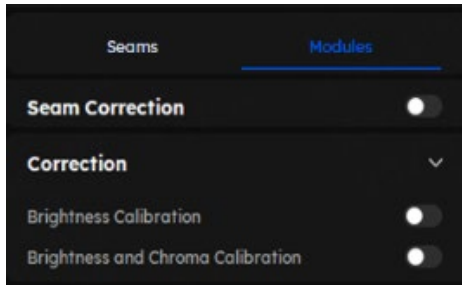 Seams Modules
Seam Correction
Correction
Brightness Calibration
Brightness and Chroma Calibration